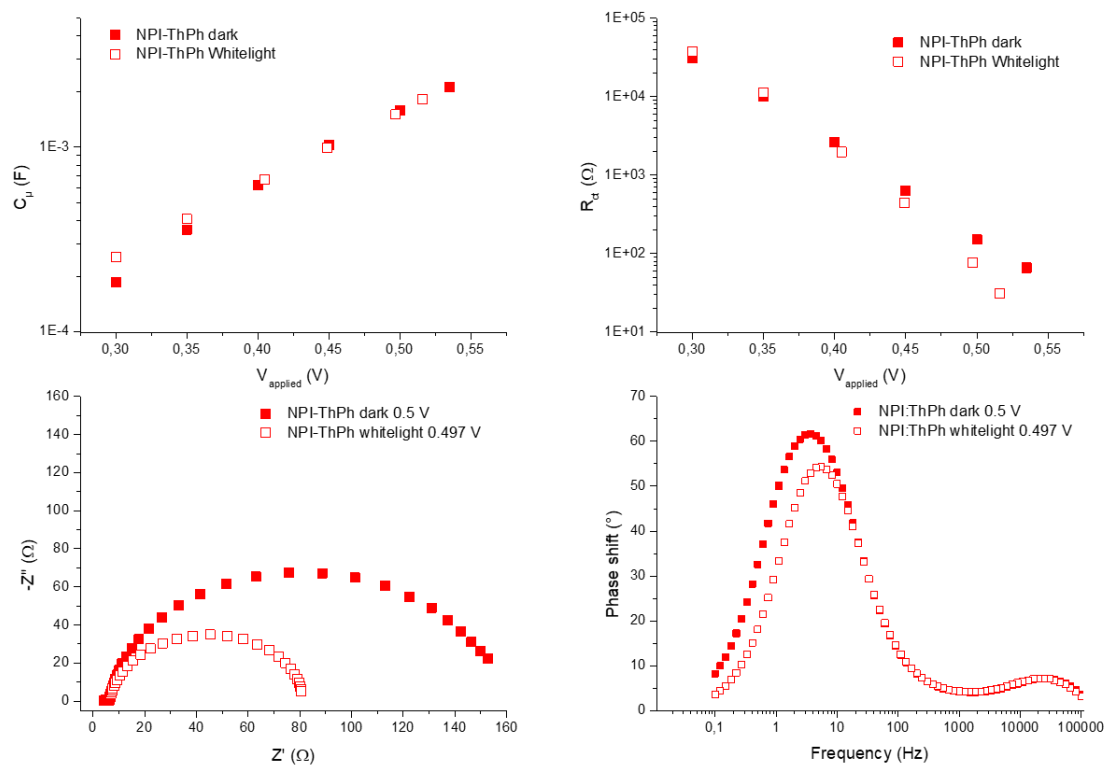 NPI-ThPh dark
NPI-ThPh Whitelight
1E-3
1E-4
C_μ (F)
0,30 0,35 0,40 0,45 0,50 0,55
V_applied (V)
NPI-ThPh dark
NPI-ThPh Whitelight
1E+05
1E+04
1E+03
1E+02
1E+01
R_ct (Ω)
0,30 0,35 0,40 0,45 0,50 0,55
V_applied (V)
NPI-ThPh dark 0.5 V
NPI-ThPh whitelight 0.497 V
160
140
120
100
80
60
40
20
0
-Z" (Ω)
0 20 40 60 80 100 120 140 160
Z' (Ω)
NPI:ThPh dark 0.5 V
NPI:ThPh whitelight 0.497 V
70
60
50
40
30
20
10
0
Phase shift (°)
0,1 1 10 100 1000 10000 100000
Frequency (Hz)